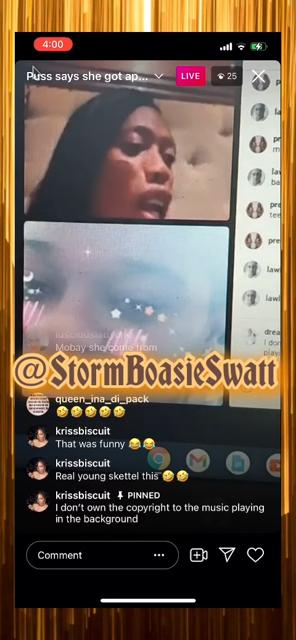 4:00
Puss says she got ap...
LIVE
25
Mobay she come from
@StormBoasieSwatt
queen_ina_di_pack
🤣🤣🤣🤣🤣
krissbiscuit
That was funny 😂😂
krissbiscuit
Real young skettel this 🤣🤣
krissbiscuit PINNED
I don't own the copyright to the music playing
in the background
Comment